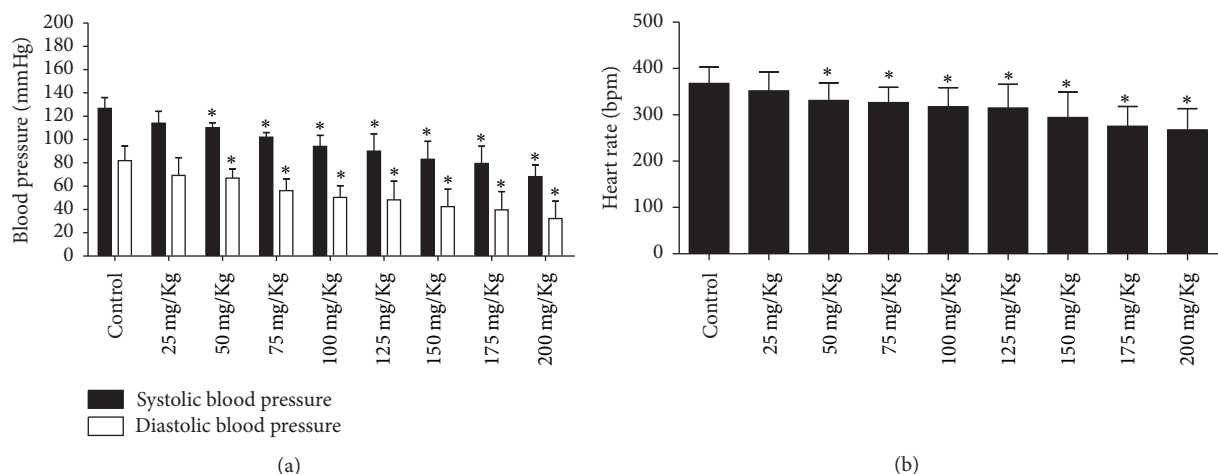 Blood pressure (mmHg)
200
180
160
140
120
100
80
60
40
20
0
* * * * * * *
* * * * * * *
Control
25 mg/Kg
50 mg/Kg
75 mg/Kg
100 mg/Kg
125 mg/Kg
150 mg/Kg
175 mg/Kg
200 mg/Kg
Systolic blood pressure
Diastolic blood pressure
(a)
Heart rate (bpm)
500
400
300
200
100
0
* * * * * * *
Control
25 mg/Kg
50 mg/Kg
75 mg/Kg
100 mg/Kg
125 mg/Kg
150 mg/Kg
175 mg/Kg
200 mg/Kg
(b)